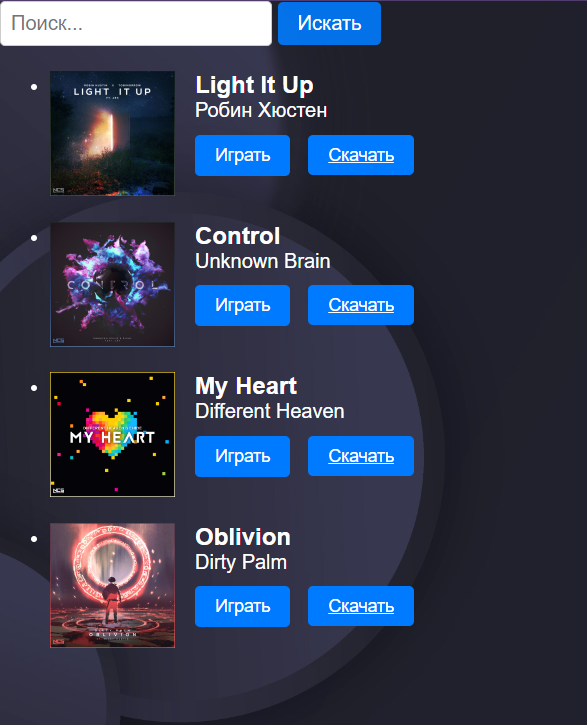 Поиск...
Искать
LIGHT IT UP
Light It Up
Робин Хюстен
Играть
Скачать
CONTROL
Control
Unknown Brain
Играть
Скачать
MY HEART
My Heart
Different Heaven
Играть
Скачать
OBLIVION
Oblivion
Dirty Palm
Играть
Скачать